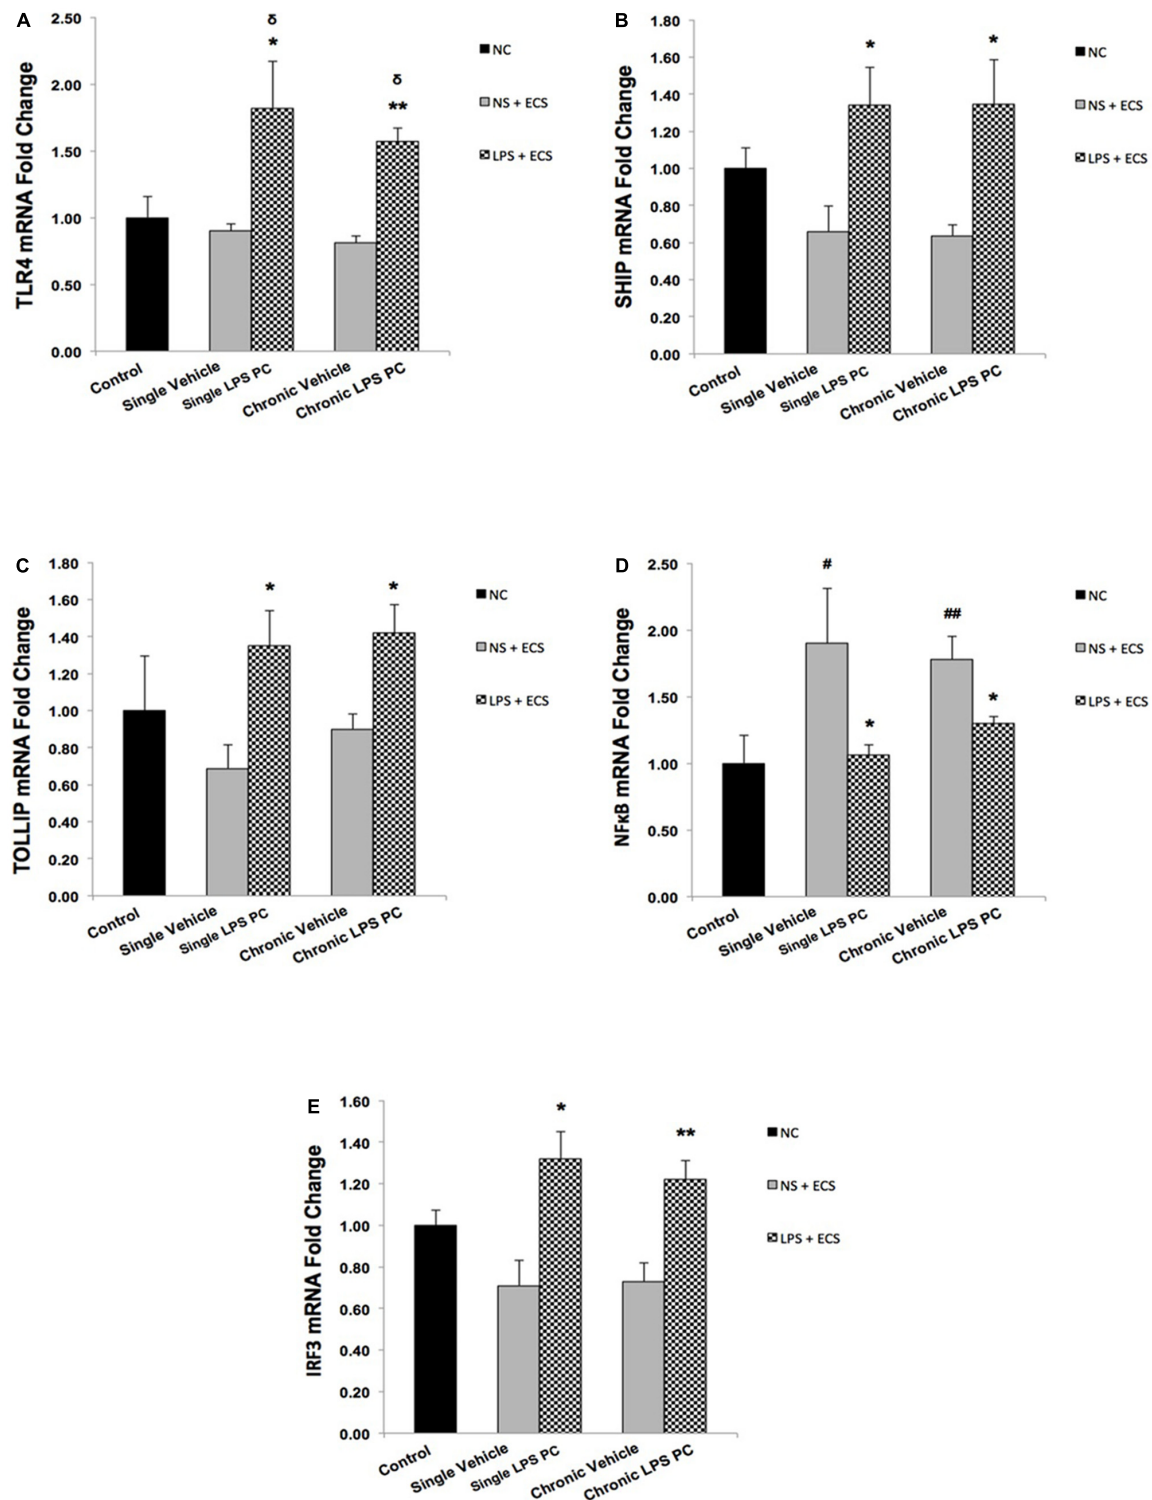 A
TLR4 mRNA Fold Change
2.50
2.00
1.50
1.00
0.50
0.00
δ
*
δ
**
Control
Single Vehicle
Single LPS PC
Chronic Vehicle
Chronic LPS PC
NC
NS + ECS
LPS + ECS
B
SHIP mRNA Fold Change
1.80
1.60
1.40
1.20
1.00
0.80
0.60
0.40
0.20
0.00
*
*
Control
Single Vehicle
Single LPS PC
Chronic Vehicle
Chronic LPS PC
NC
NS + ECS
LPS + ECS
C
TOLLIP mRNA Fold Change
1.80
1.60
1.40
1.20
1.00
0.80
0.60
0.40
0.20
0.00
*
*
Control
Single Vehicle
Single LPS PC
Chronic Vehicle
Chronic LPS PC
NC
NS + ECS
LPS + ECS
D
NFκB mRNA Fold Change
2.50
2.00
1.50
1.00
0.50
0.00
#
*
##
*
Control
Single Vehicle
Single LPS PC
Chronic Vehicle
Chronic LPS PC
NC
NS + ECS
LPS + ECS
E
IRF3 mRNA Fold Change
1.60
1.40
1.20
1.00
0.80
0.60
0.40
0.20
0.00
*
**
Control
Single Vehicle
Single LPS PC
Chronic Vehicle
Chronic LPS PC
NC
NS + ECS
LPS + ECS